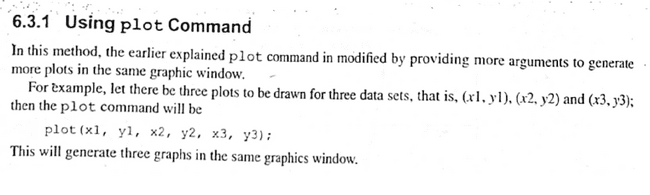 6.3.1 Using plot Command
In this method, the earlier explained plot command in modified by providing more arguments to generate
more plots in the same graphic window.
For example, let there be three plots to be drawn for three data sets, that is, (x1, y1), (x2, y2) and (x3, y3);
then the plot command will be
plot(x1, y1, x2, y2, x3, y3);
This will generate three graphs in the same graphics window.